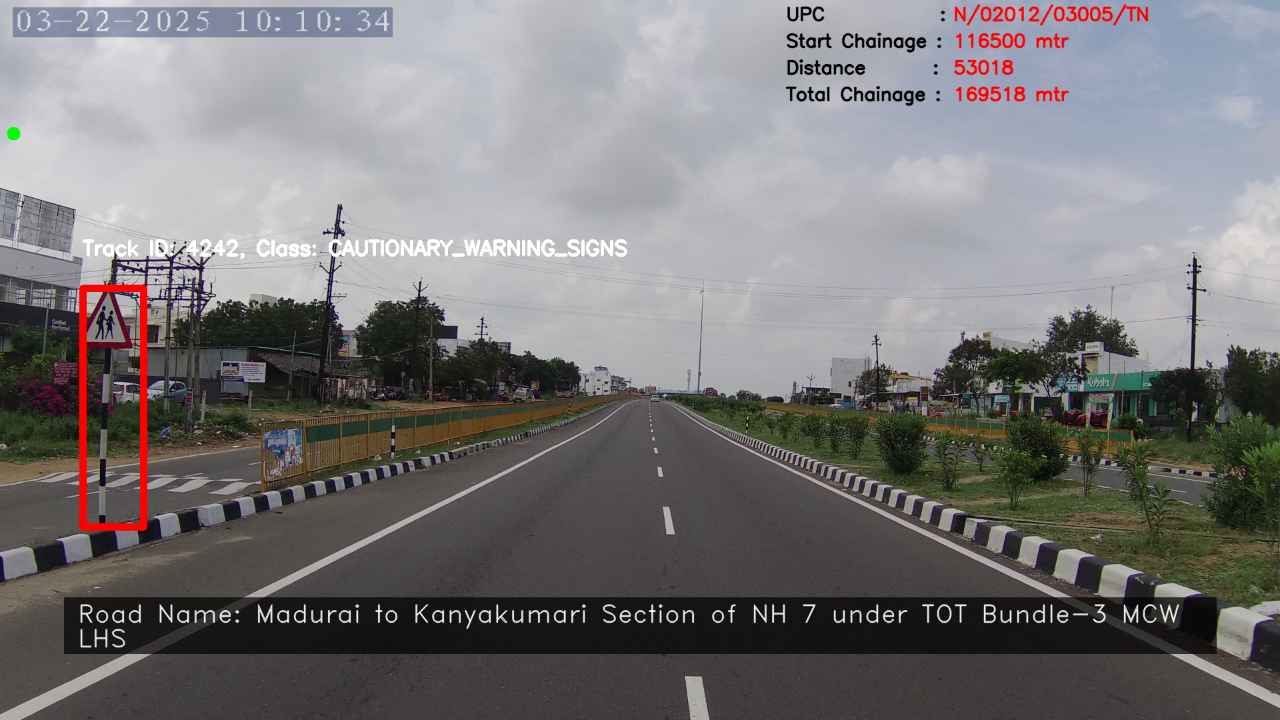 03-22-2025 10:10:34
UPC : N/02012/03005/TN
Start Chainage : 116500 mtr
Distance : 53018
Total Chainage : 169518 mtr
Track ID: 4242, Class: CAUTIONARY_WARNING_SIGNS
Kubota
Road Name: Madurai to Kanyakumari Section of NH 7 under TOT Bundle-3 MCW
LHS